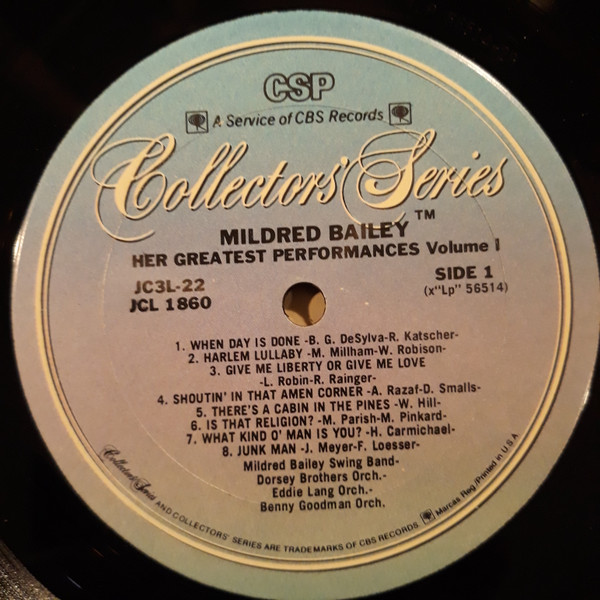 CSP
A Service of CBS Records
Collectors' Series
™
MILDRED BAILEY
HER GREATEST PERFORMANCES Volume I
JC3L-22
SIDE 1
JCL 1860
(x"Lp" 56514)
1. WHEN DAY IS DONE -B. G. DeSylva-R. Katscher-
2. HARLEM LULLABY -M. Millham-W. Robison-
3. GIVE ME LIBERTY OR GIVE ME LOVE
-L. Robin-R. Rainger-
4. SHOUTIN' IN THAT AMEN CORNER -A. Razaf-D. Smalls-
5. THERE'S A CABIN IN THE PINES -W. Hill-
6. IS THAT RELIGION? -M. Parish-M. Pinkard-
7. WHAT KIND O' MAN IS YOU? -H. Carmichael-
8. JUNK MAN -J. Meyer-F. Loesser-
Mildred Bailey Swing Band-
Dorsey Brothers Orch.-
Eddie Lang Orch.-
Benny Goodman Orch.
Collectors' Series AND COLLECTORS' SERIES ARE TRADEMARKS OF CBS RECORDS Marcas Reg./Printed in U.S.A